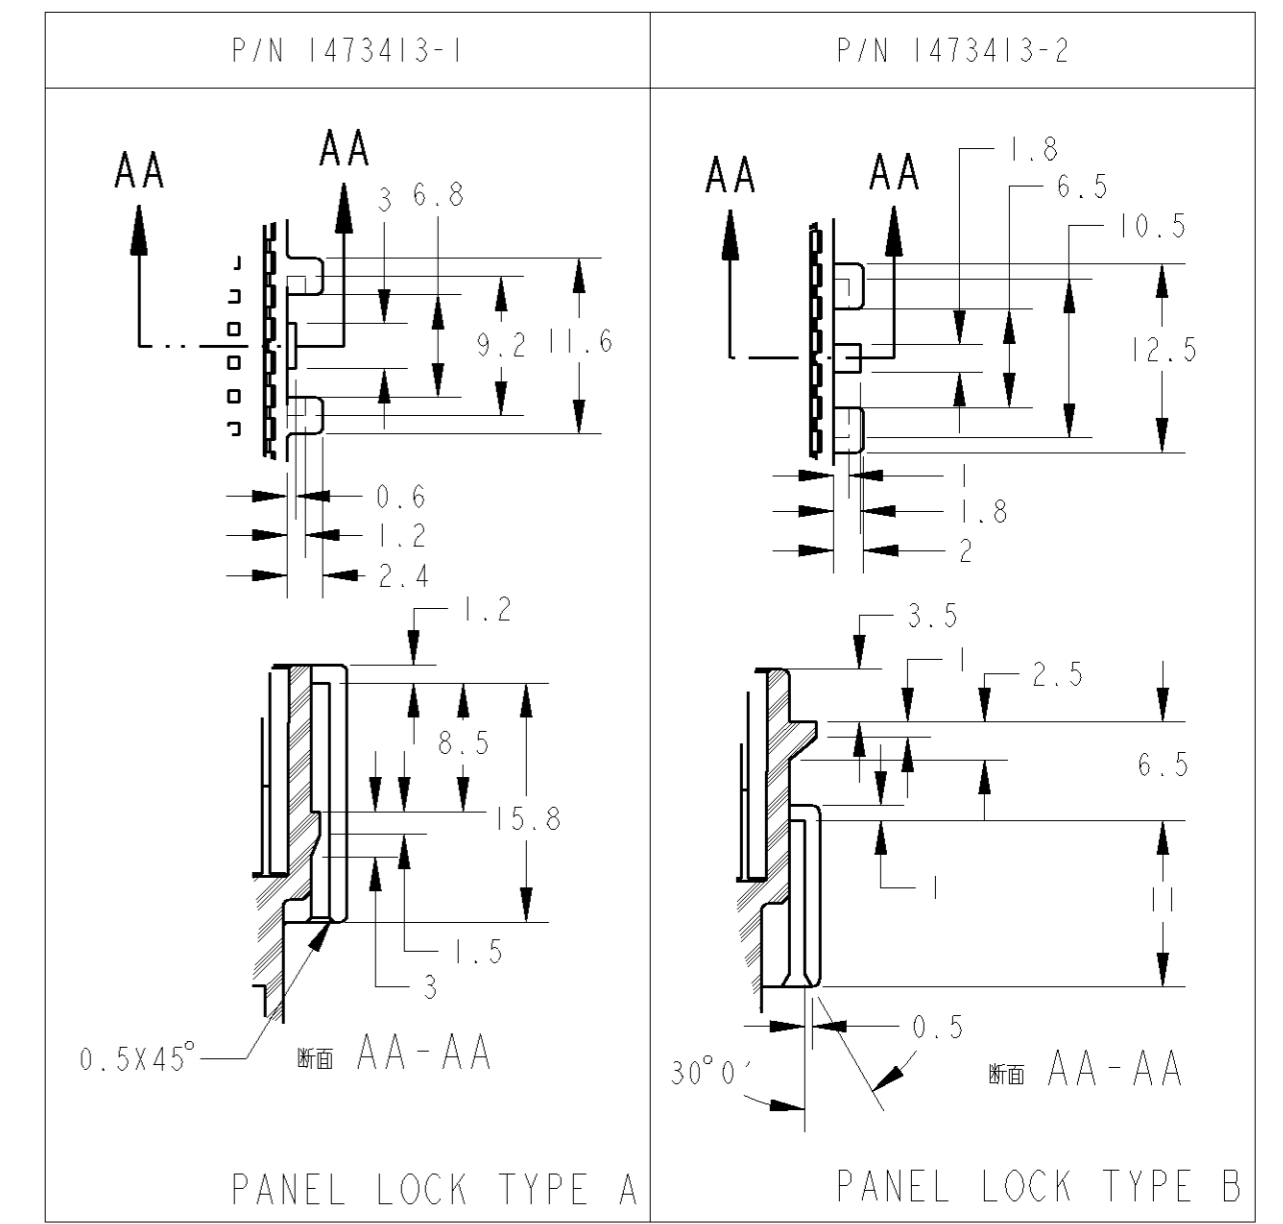 P/N 1473413-1
P/N 1473413-2
AA
AA
3
6.8
9.2
11.6
0.6
1.2
2.4
1.2
8.5
15.8
1.5
3
0.5X45°
断面 AA-AA
PANEL LOCK TYPE A
AA
AA
1.8
6.5
10.5
12.5
1
1.8
2
3.5
1
2.5
6.5
1
11
0.5
30°0′
断面 AA-AA
PANEL LOCK TYPE B